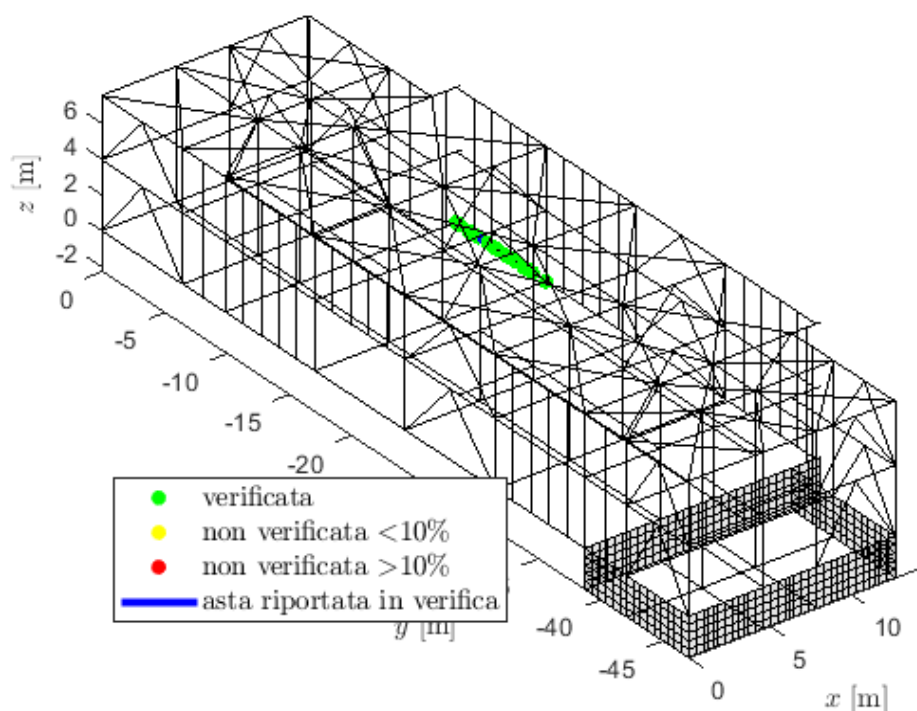 6
4
2
0
-2
z [m]
0
-5
-10
-15
-20
-40
-45
y [m]
0
5
10
x [m]
verificata
non verificata <10%
non verificata >10%
asta riportata in verifica